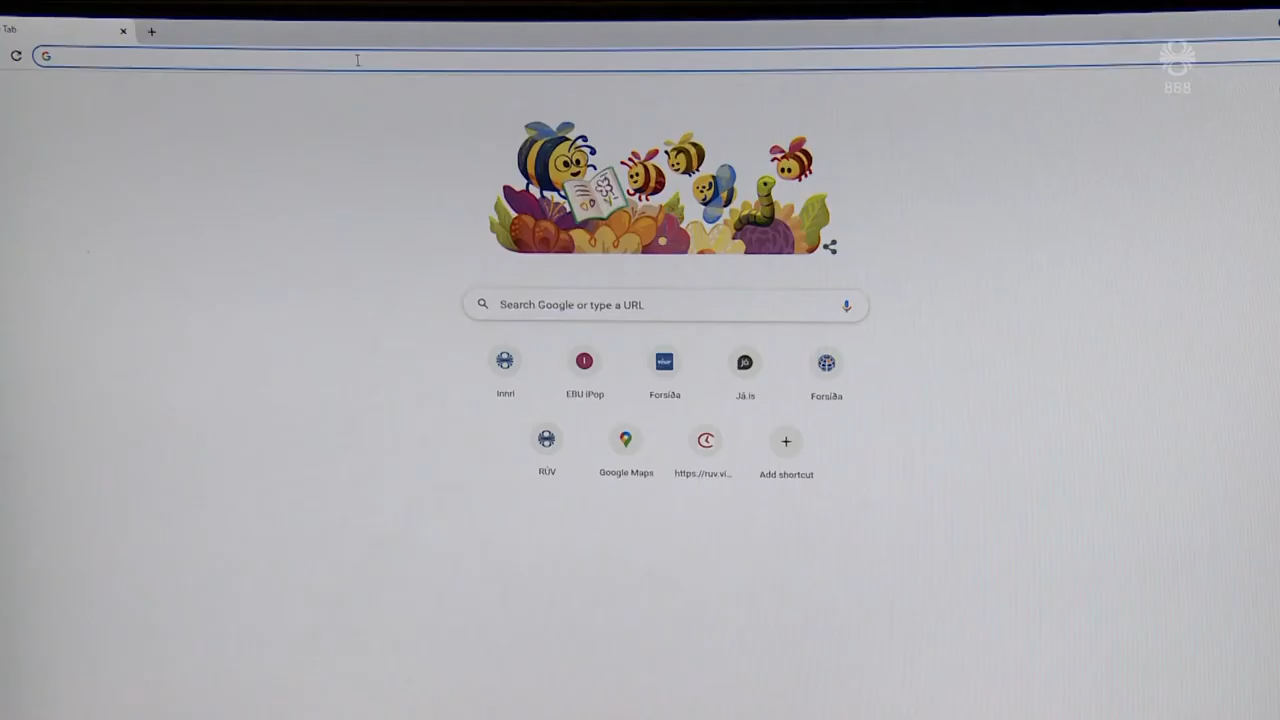 Tab
888
Search Google or type a URL
Innri
EBU iPop
Forsíða
Já.is
Forsíða
RÚV
Google Maps
https://ruv.vi...
Add shortcut